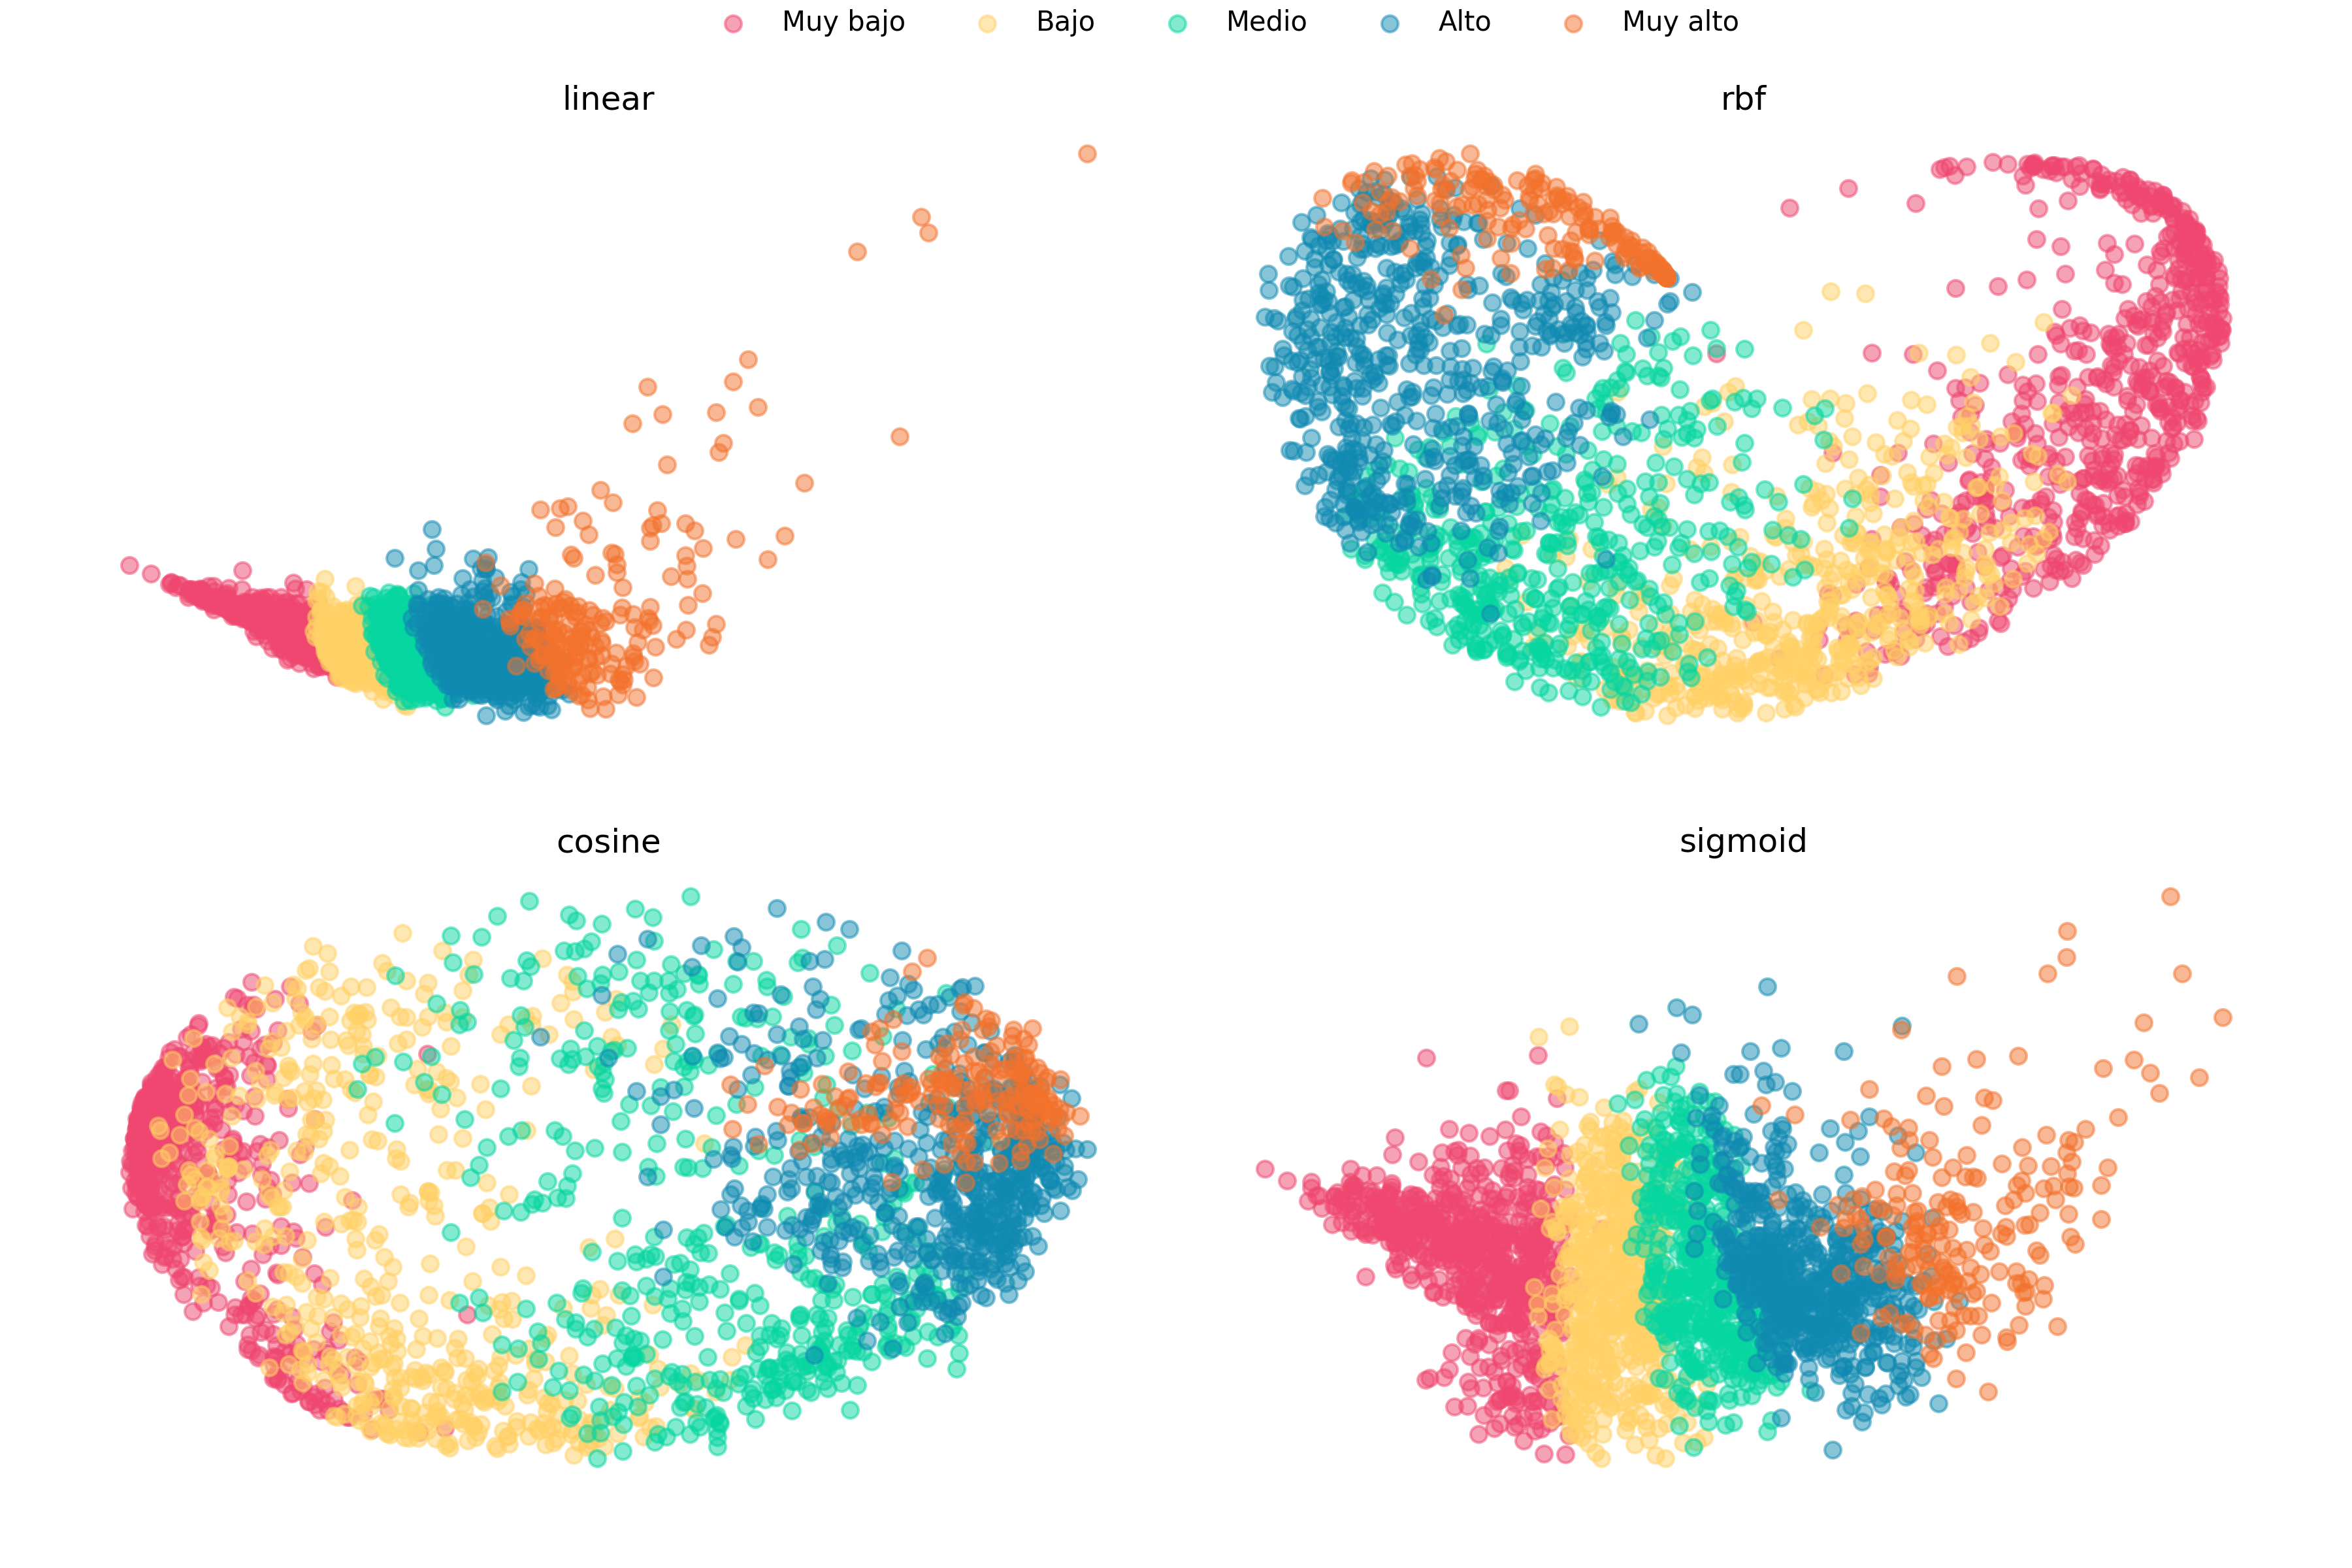 Muy bajo Bajo Medio Alto Muy alto
linear
rbf
cosine
sigmoid